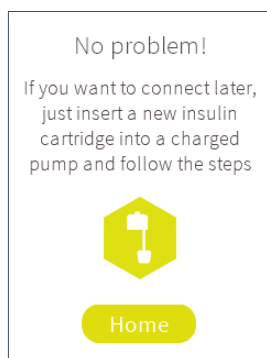 No problem!
If you want to connect later,
just insert a new insulin
cartridge into a charged
pump and follow the steps
Home